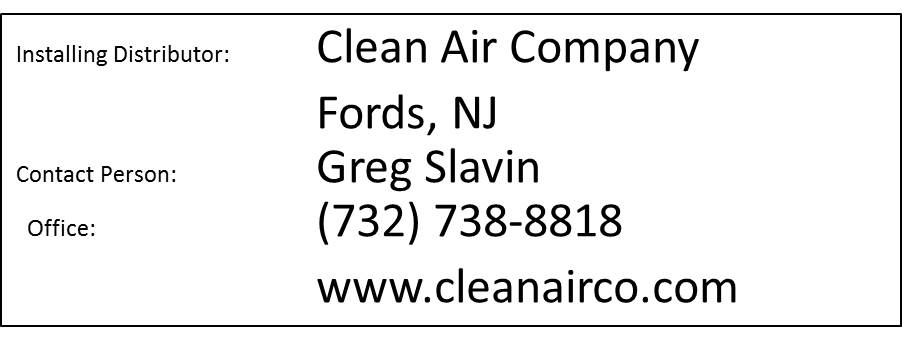 Installing Distributor: Clean Air Company
Fords, NJ
Contact Person: Greg Slavin
Office: (732) 738-8818
www.cleanairco.com